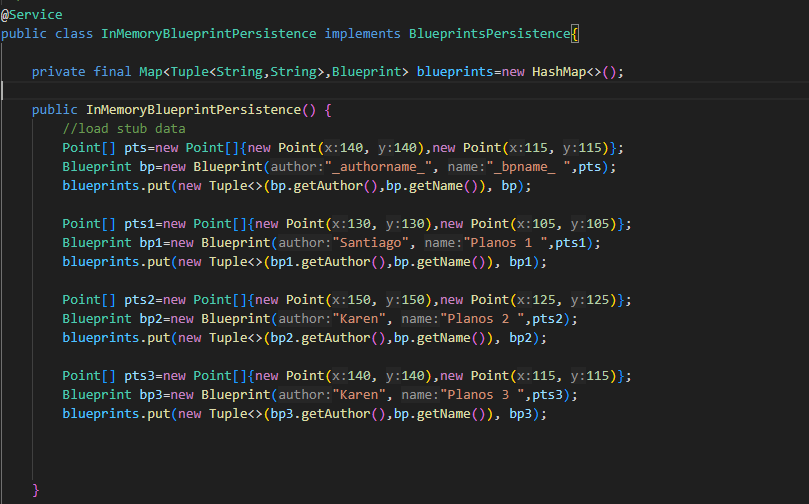 @Service
public class InMemoryBlueprintPersistence implements BlueprintsPersistence{
private final Map<Tuple<String,String>,Blueprint> blueprints=new HashMap<>();
public InMemoryBlueprintPersistence() {
//load stub data
Point[] pts=new Point[]{new Point(x:140, y:140),new Point(x:115, y:115)};
Blueprint bp=new Blueprint(author:"_authorname_", name:"_bpname_ ",pts);
blueprints.put(new Tuple<>(bp.getAuthor(),bp.getName()), bp);
Point[] pts1=new Point[]{new Point(x:130, y:130),new Point(x:105, y:105)};
Blueprint bp1=new Blueprint(author:"Santiago", name:"Planos 1 ",pts1);
blueprints.put(new Tuple<>(bp1.getAuthor(),bp.getName()), bp1);
Point[] pts2=new Point[]{new Point(x:150, y:150),new Point(x:125, y:125)};
Blueprint bp2=new Blueprint(author:"Karen", name:"Planos 2 ",pts2);
blueprints.put(new Tuple<>(bp2.getAuthor(),bp.getName()), bp2);
Point[] pts3=new Point[]{new Point(x:140, y:140),new Point(x:115, y:115)};
Blueprint bp3=new Blueprint(author:"Karen", name:"Planos 3 ",pts3);
blueprints.put(new Tuple<>(bp3.getAuthor(),bp.getName()), bp3);
}